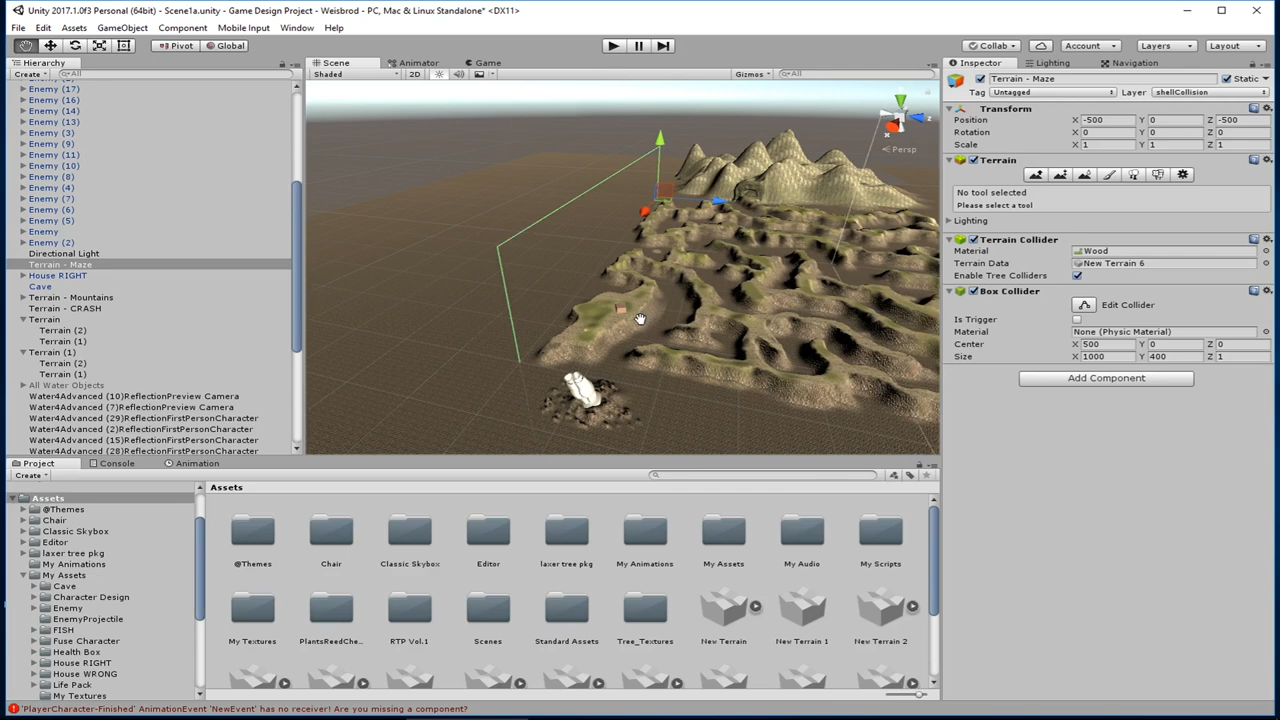 Unity 2017.1.0f3 Personal (64bit) - Scene1a.unity - Game Design Project - Weisbrod - PC, Mac & Linux Standalone* <DX11>
File Edit Assets GameObject Component Mobile Input Window Help
Pivot Global Collab Account Layers Layout
Hierarchy
Create All
Enemy (17)
Enemy (16)
Enemy (14)
Enemy (13)
Enemy (3)
Enemy (9)
Enemy (11)
Enemy (10)
Enemy (8)
Enemy (4)
Enemy (7)
Enemy (6)
Enemy (5)
Enemy
Enemy (2)
Directional Light
Terrain - Maze
House RIGHT
Cave
Terrain - Mountains
Terrain - CRASH
Terrain
Terrain (2)
Terrain (1)
Terrain (1)
Terrain (2)
Terrain (1)
All Water Objects
Water4Advanced (10)ReflectionPreview Camera
Water4Advanced (7)ReflectionPreview Camera
Water4Advanced (29)ReflectionFirstPersonCharacter
Water4Advanced (2)ReflectionFirstPersonCharacter
Water4Advanced (15)ReflectionFirstPersonCharacter
Water4Advanced (28)ReflectionFirstPersonCharacter
Scene Animator Game
Shaded 2D Gizmos All
z
x
Persp
Inspector Lighting Navigation
Terrain - Maze Static
Tag Untagged Layer shellCollision
Transform
Position X -500 Y 0 Z -500
Rotation X 0 Y 0 Z 0
Scale X 1 Y 1 Z 1
Terrain
No tool selected
Please select a tool
Lighting
Terrain Collider
Material Wood
Terrain Data New Terrain 6
Enable Tree Colliders
Box Collider
Edit Collider
Is Trigger
Material None (Physic Material)
Center X 500 Y 0 Z 0
Size X 1000 Y 400 Z 1
Add Component
Project Console Animation
Create
Assets
@Themes
Chair
Classic Skybox
Editor
laxer tree pkg
My Animations
My Assets
Cave
Character Design
Enemy
EnemyProjectile
FISH
Fuse Character
Health Box
House RIGHT
House WRONG
Life Pack
My Textures
Assets
@Themes Chair Classic Skybox Editor laxer tree pkg My Animations My Assets My Audio My Scripts
My Textures PlantsReedChe... RTP Vol.1 Scenes Standard Assets Tree_Textures New Terrain New Terrain 1 New Terrain 2
'PlayerCharacter-Finished' AnimationEvent 'NewEvent' has no receiver! Are you missing a component?